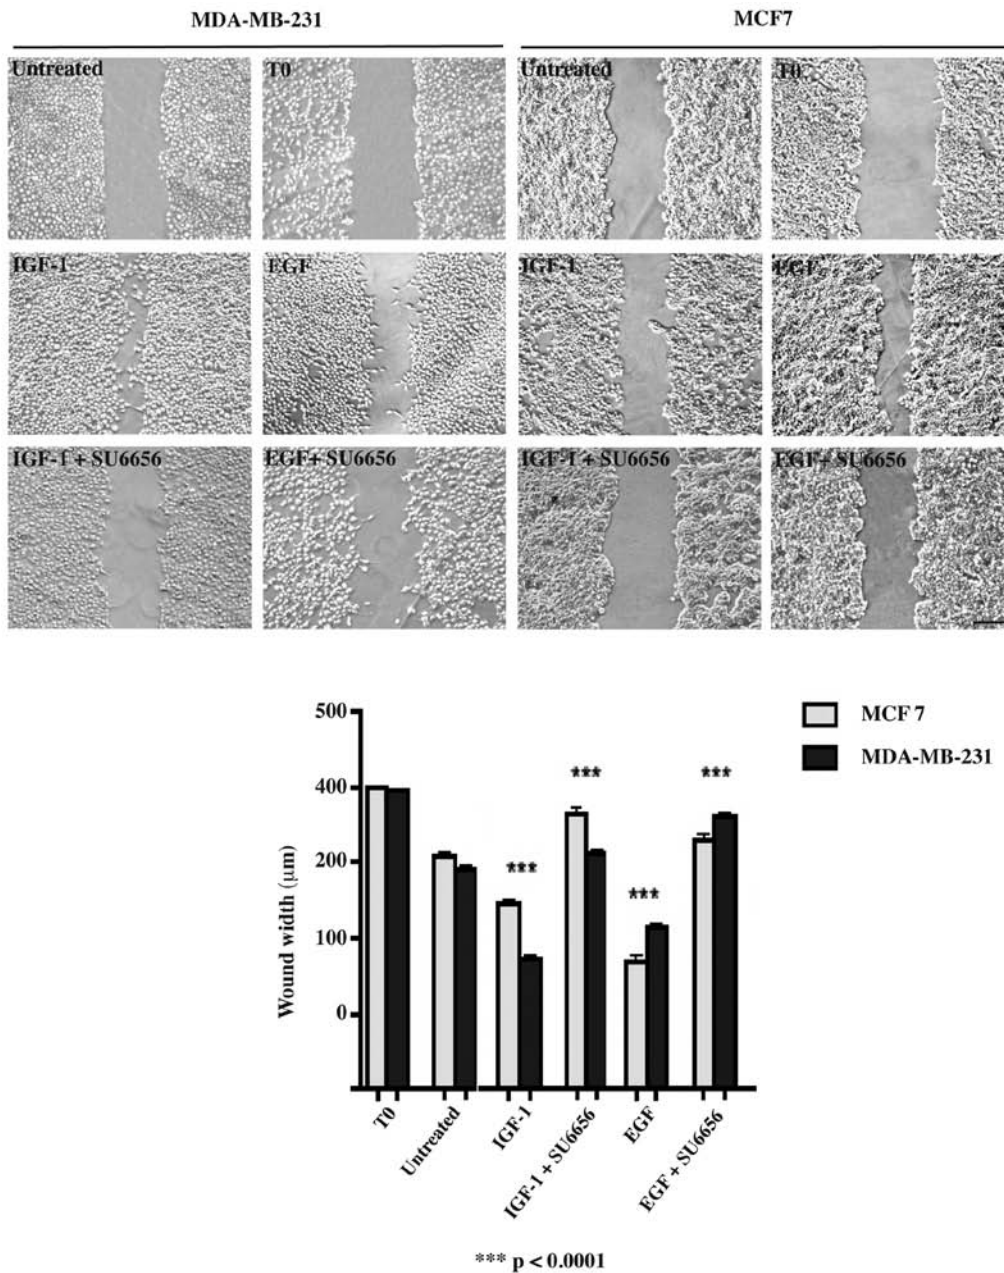 MDA-MB-231 MCF7
Untreated T0 Untreated T0
IGF-1 EGF IGF-1 EGF
IGF-1 + SU6656 EGF+ SU6656 IGF-1 + SU6656 EGF+ SU6656
500
400
200
100
0
Wound width (μm)
MCF 7
MDA-MB-231
***
***
***
***
T0
Untreated
IGF-1
IGF-1 + SU6656
EGF
EGF + SU6656
*** p < 0.0001